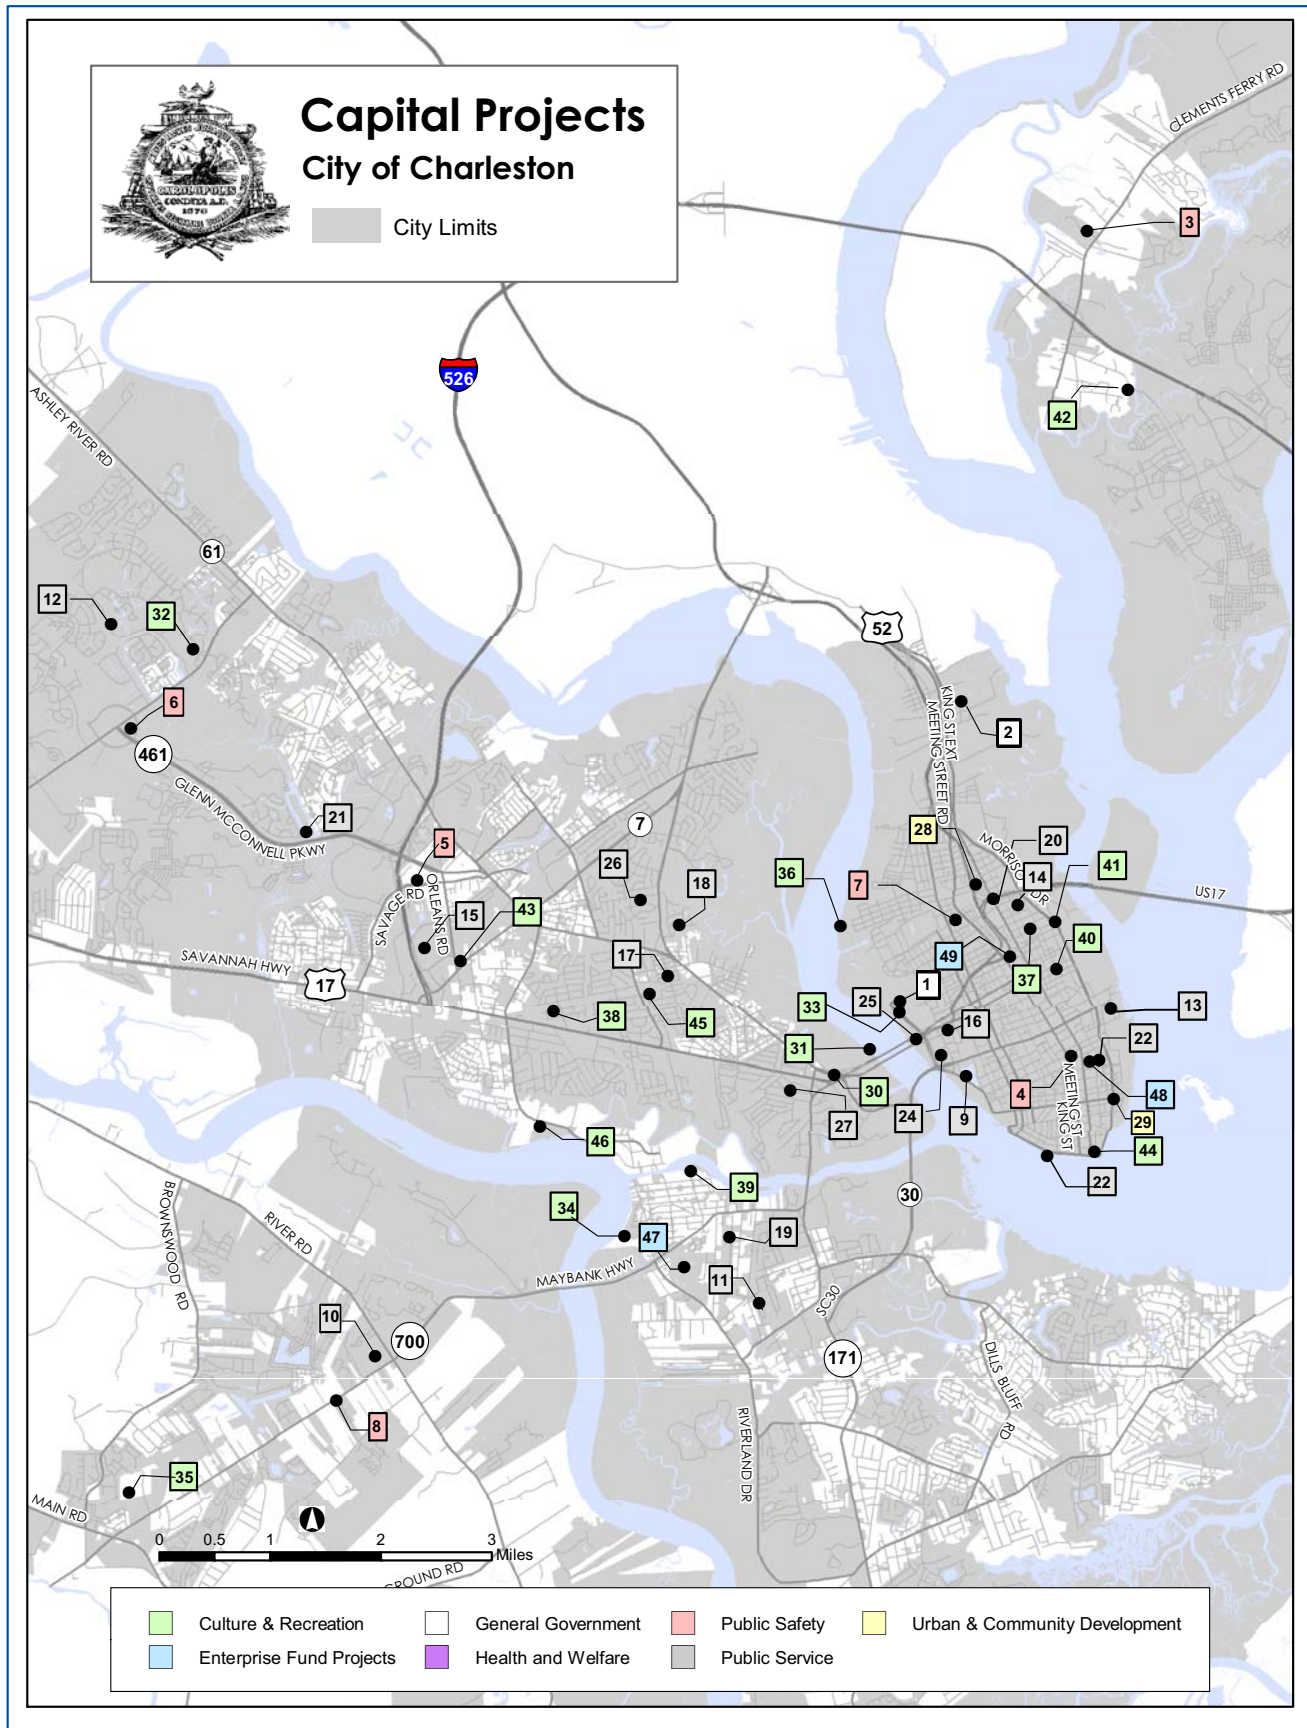 Capital Projects
City of Charleston
City Limits
CAROLOPOLIS
CONDITA A.D.
1670
CLEMENTS FERRY RD
3
526
42
ASHLEY RIVER RD
61
12
32
52
6
2
461
KING ST EXT
MEETING STREET RD
GLENN MCCONNELL PKWY
21
5
7
28
MORRISON DR
20
41
26
18
36
7
14
US17
ORLEANS RD
SAVAGE RD
15
43
40
SAVANNAH HWY
17
17
49
37
1
25
33
13
38
45
16
31
22
30
4
48
MEETING ST
KING ST
27
24
9
29
46
44
39
22
30
BROWNSWOOD RD
RIVER RD
34
47
19
MAYBANK HWY
11
SC30
10
700
171
DILLS BLUFF RD
8
RIVERLAND DR
35
MAIN RD
0 0.5 1 2 3
Miles
GROUND RD
Culture & Recreation
General Government
Public Safety
Urban & Community Development
Enterprise Fund Projects
Health and Welfare
Public Service